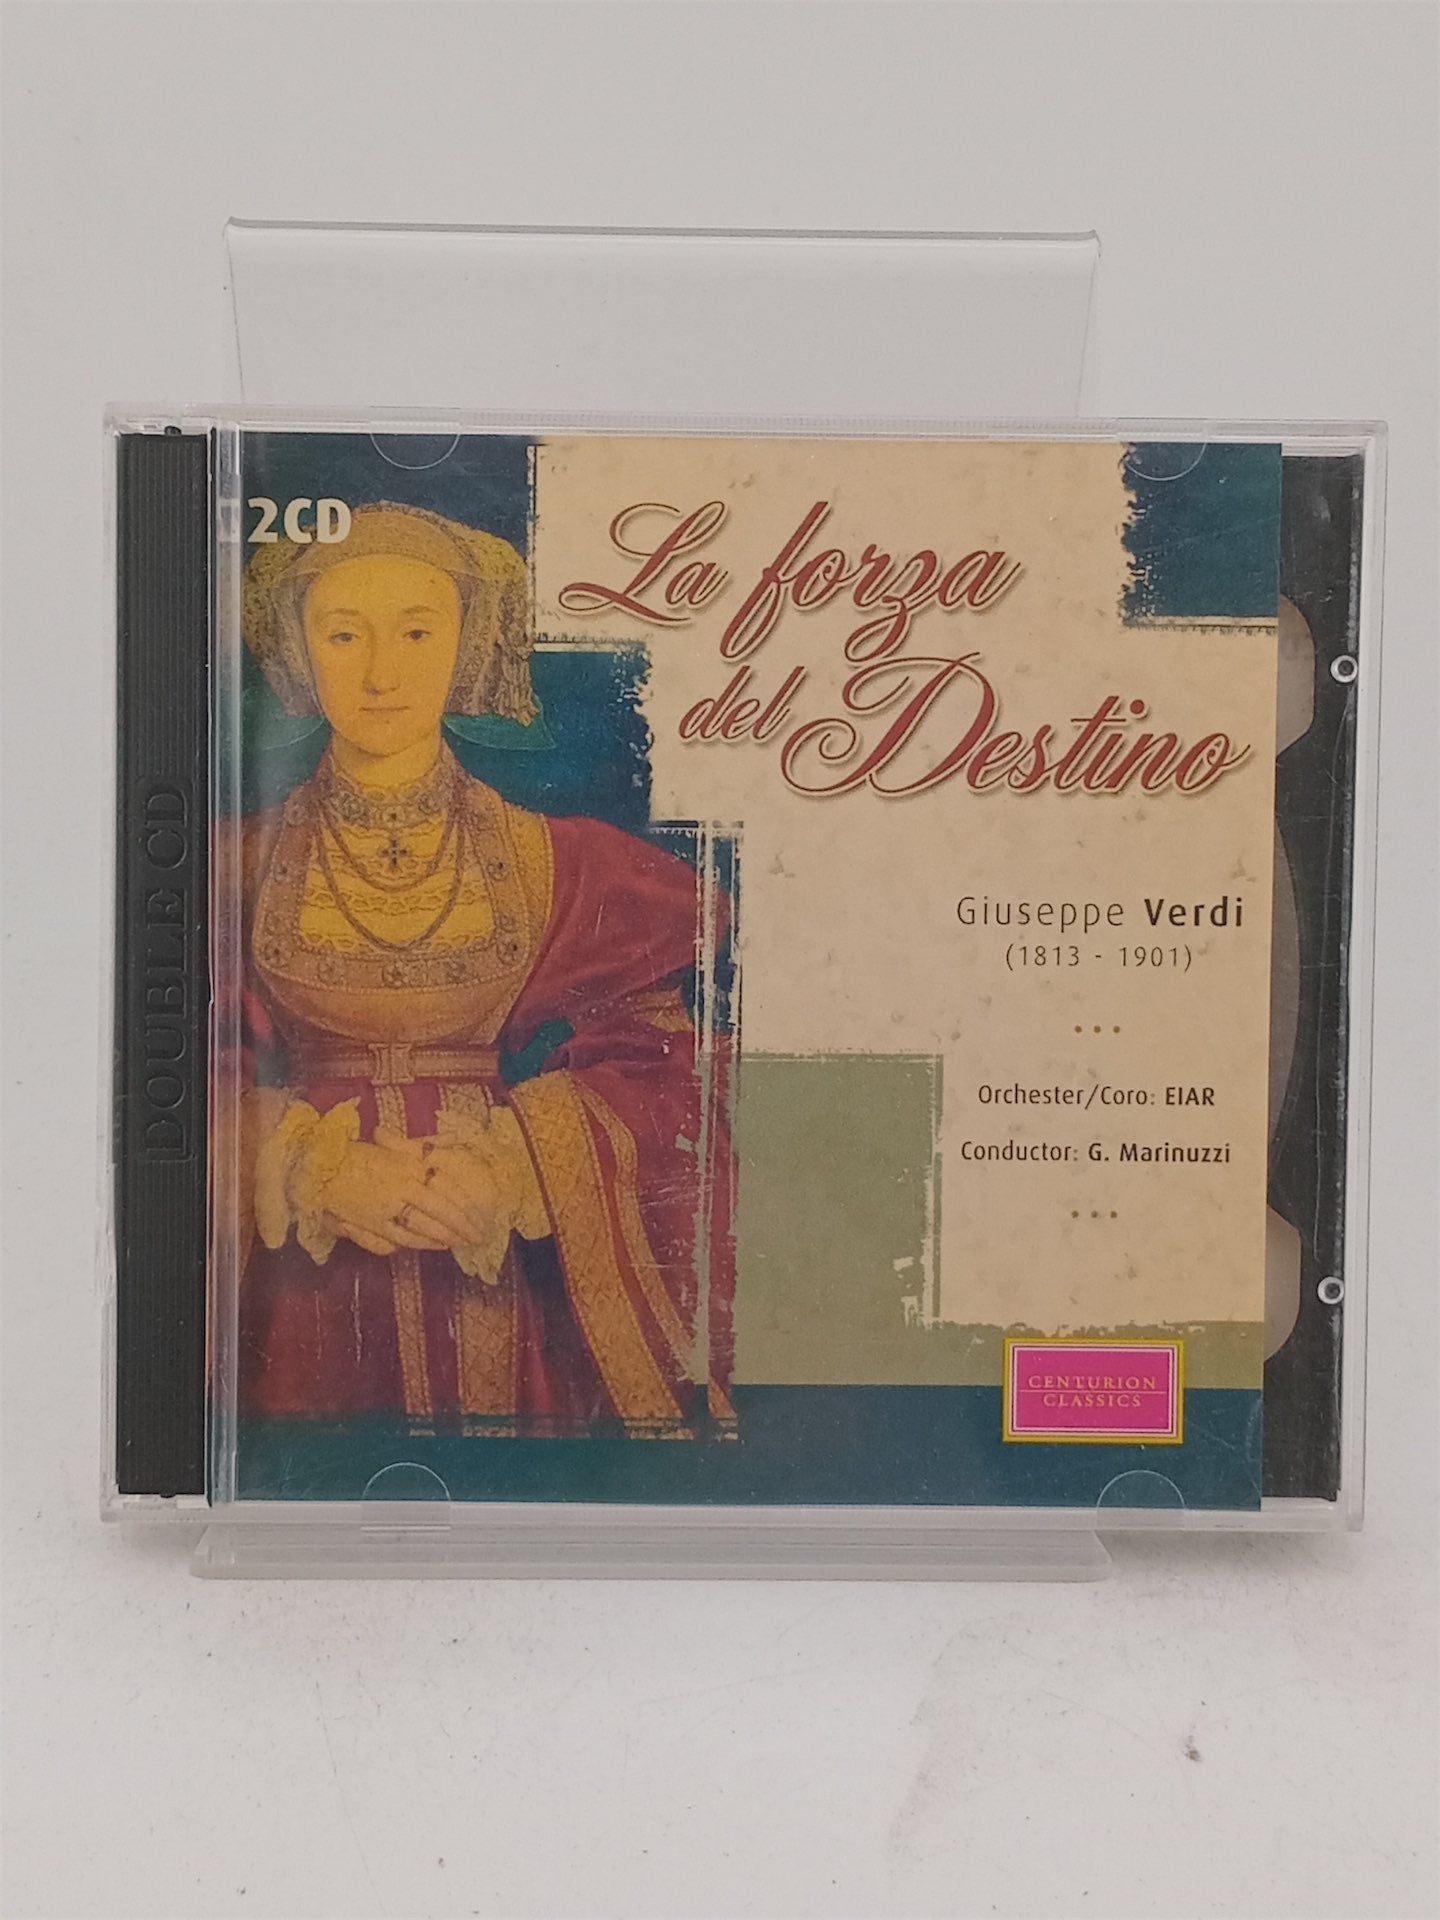 2CD
La forza
del Destino
Giuseppe Verdi
(1813 - 1901)
...
Orchester/Coro: EIAR
Conductor: G. Marinuzzi
...
CENTURION
CLASSICS
DOUBLE CD